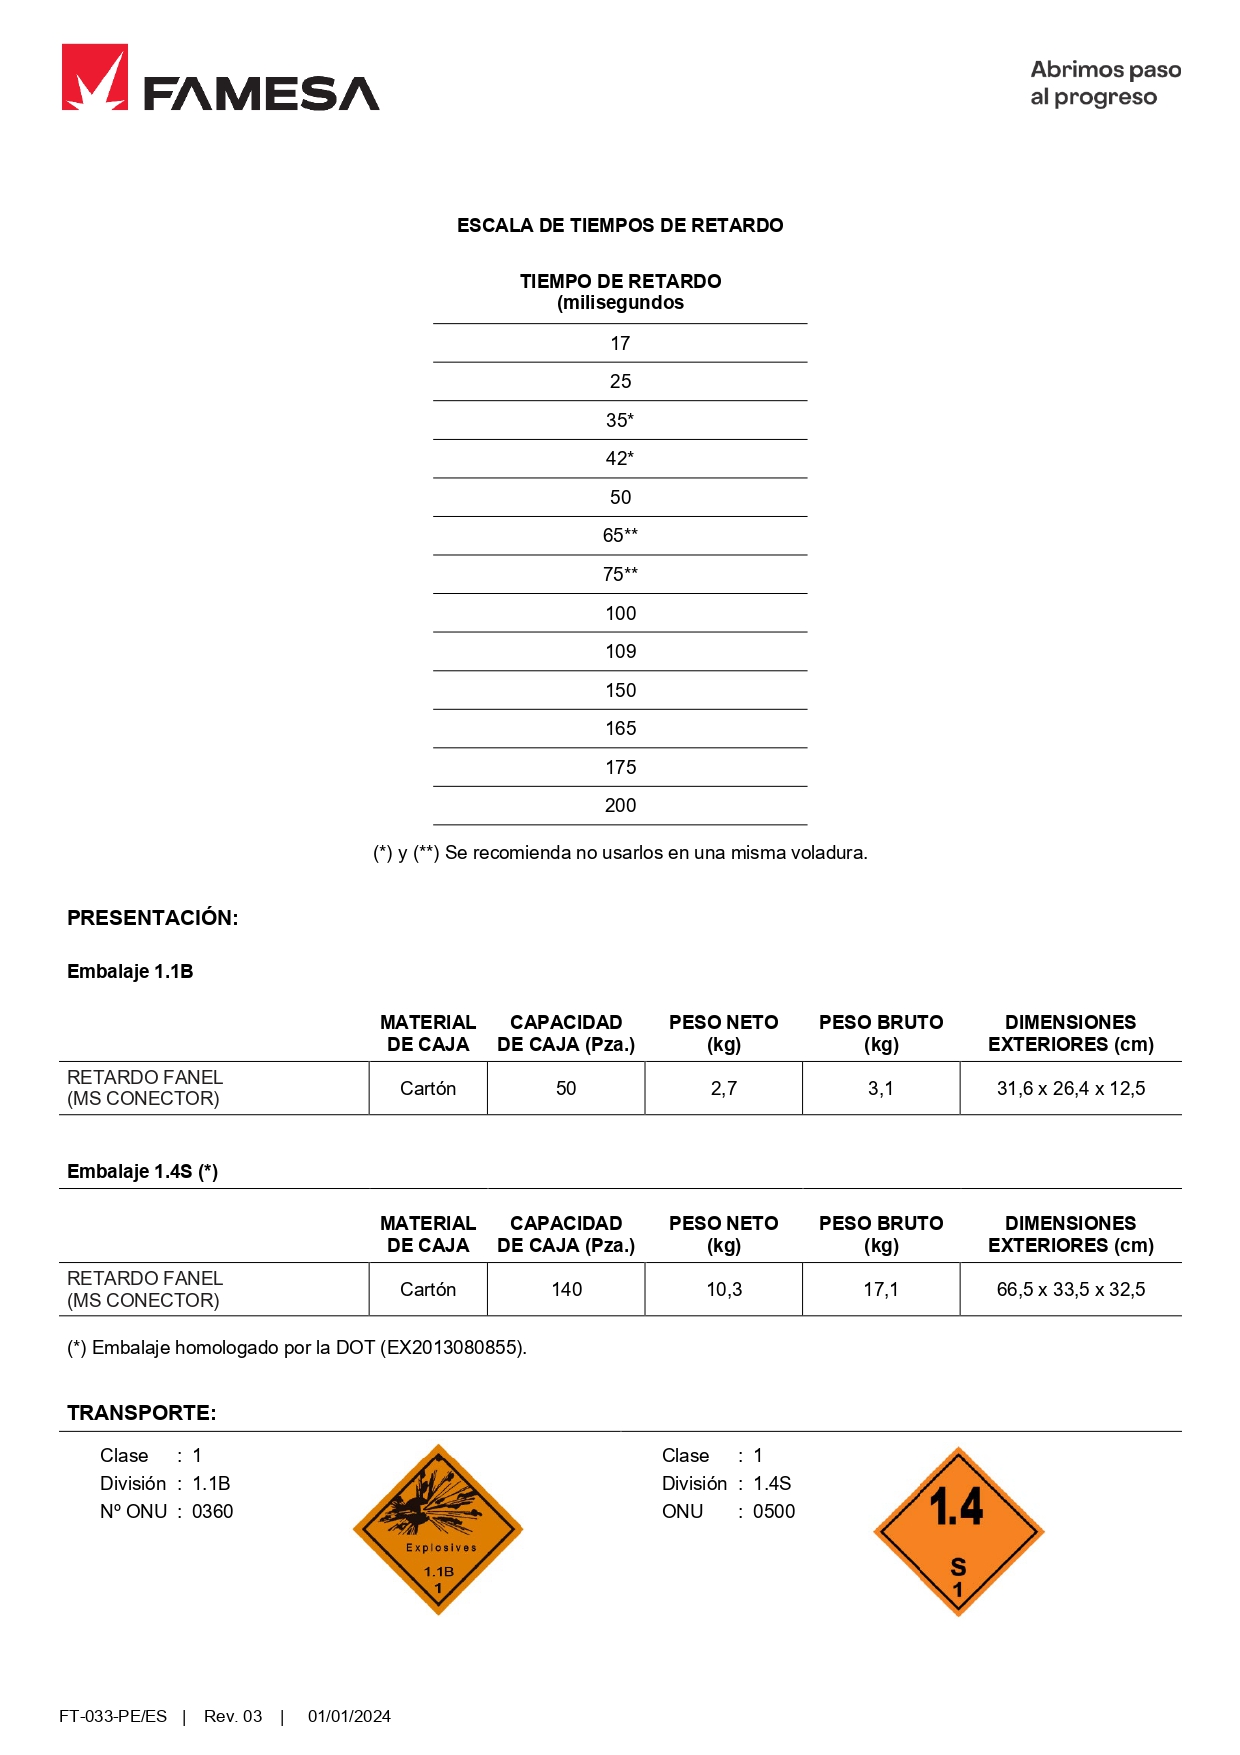 FAMESA
Abrimos paso
al progreso
ESCALA DE TIEMPOS DE RETARDO
TIEMPO DE RETARDO
(milisegundos
17
25
35*
42*
50
65**
75**
100
109
150
165
175
200
(*) y (**) Se recomienda no usarlos en una misma voladura.
PRESENTACIÓN:
Embalaje 1.1B
MATERIAL DE CAJA CAPACIDAD DE CAJA (Pza.) PESO NETO (kg) PESO BRUTO (kg) DIMENSIONES EXTERIORES (cm)
RETARDO FANEL
(MS CONECTOR) Cartón 50 2,7 3,1 31,6 x 26,4 x 12,5
Embalaje 1.4S (*)
MATERIAL DE CAJA CAPACIDAD DE CAJA (Pza.) PESO NETO (kg) PESO BRUTO (kg) DIMENSIONES EXTERIORES (cm)
RETARDO FANEL
(MS CONECTOR) Cartón 140 10,3 17,1 66,5 x 33,5 x 32,5
(*) Embalaje homologado por la DOT (EX2013080855).
TRANSPORTE:
Clase : 1
División : 1.1B
Nº ONU : 0360
Explosives
1.1B
1
Clase : 1
División : 1.4S
ONU : 0500
1.4
S
1
FT-033-PE/ES | Rev. 03 | 01/01/2024